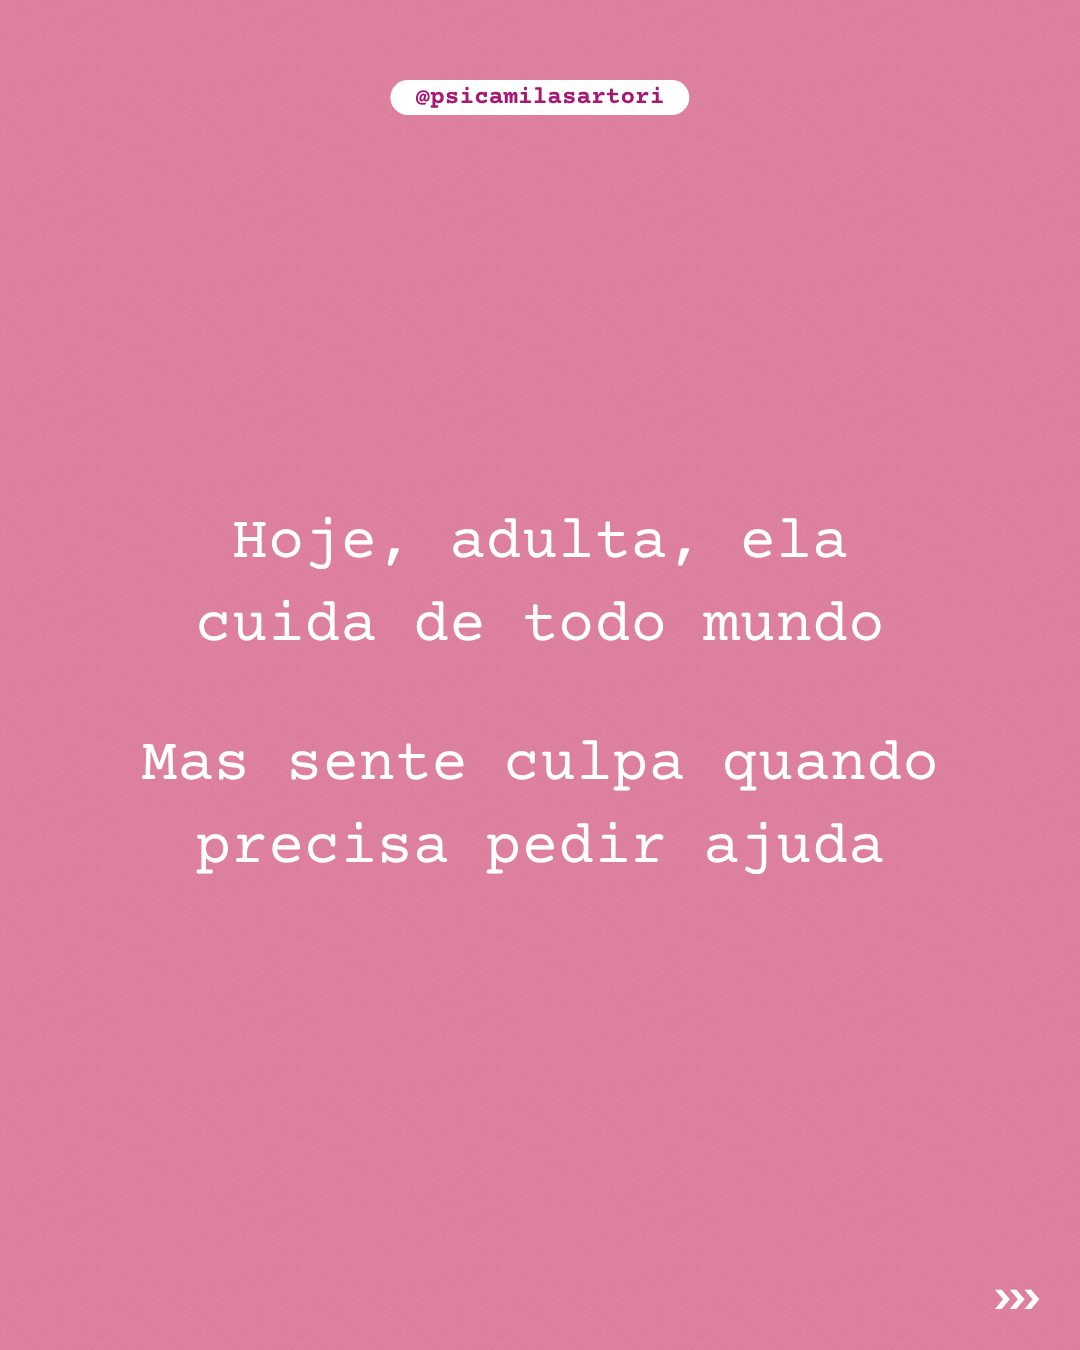 @psicamilasartori
Hoje, adulta, ela
cuida de todo mundo
Mas sente culpa quando
precisa pedir ajuda